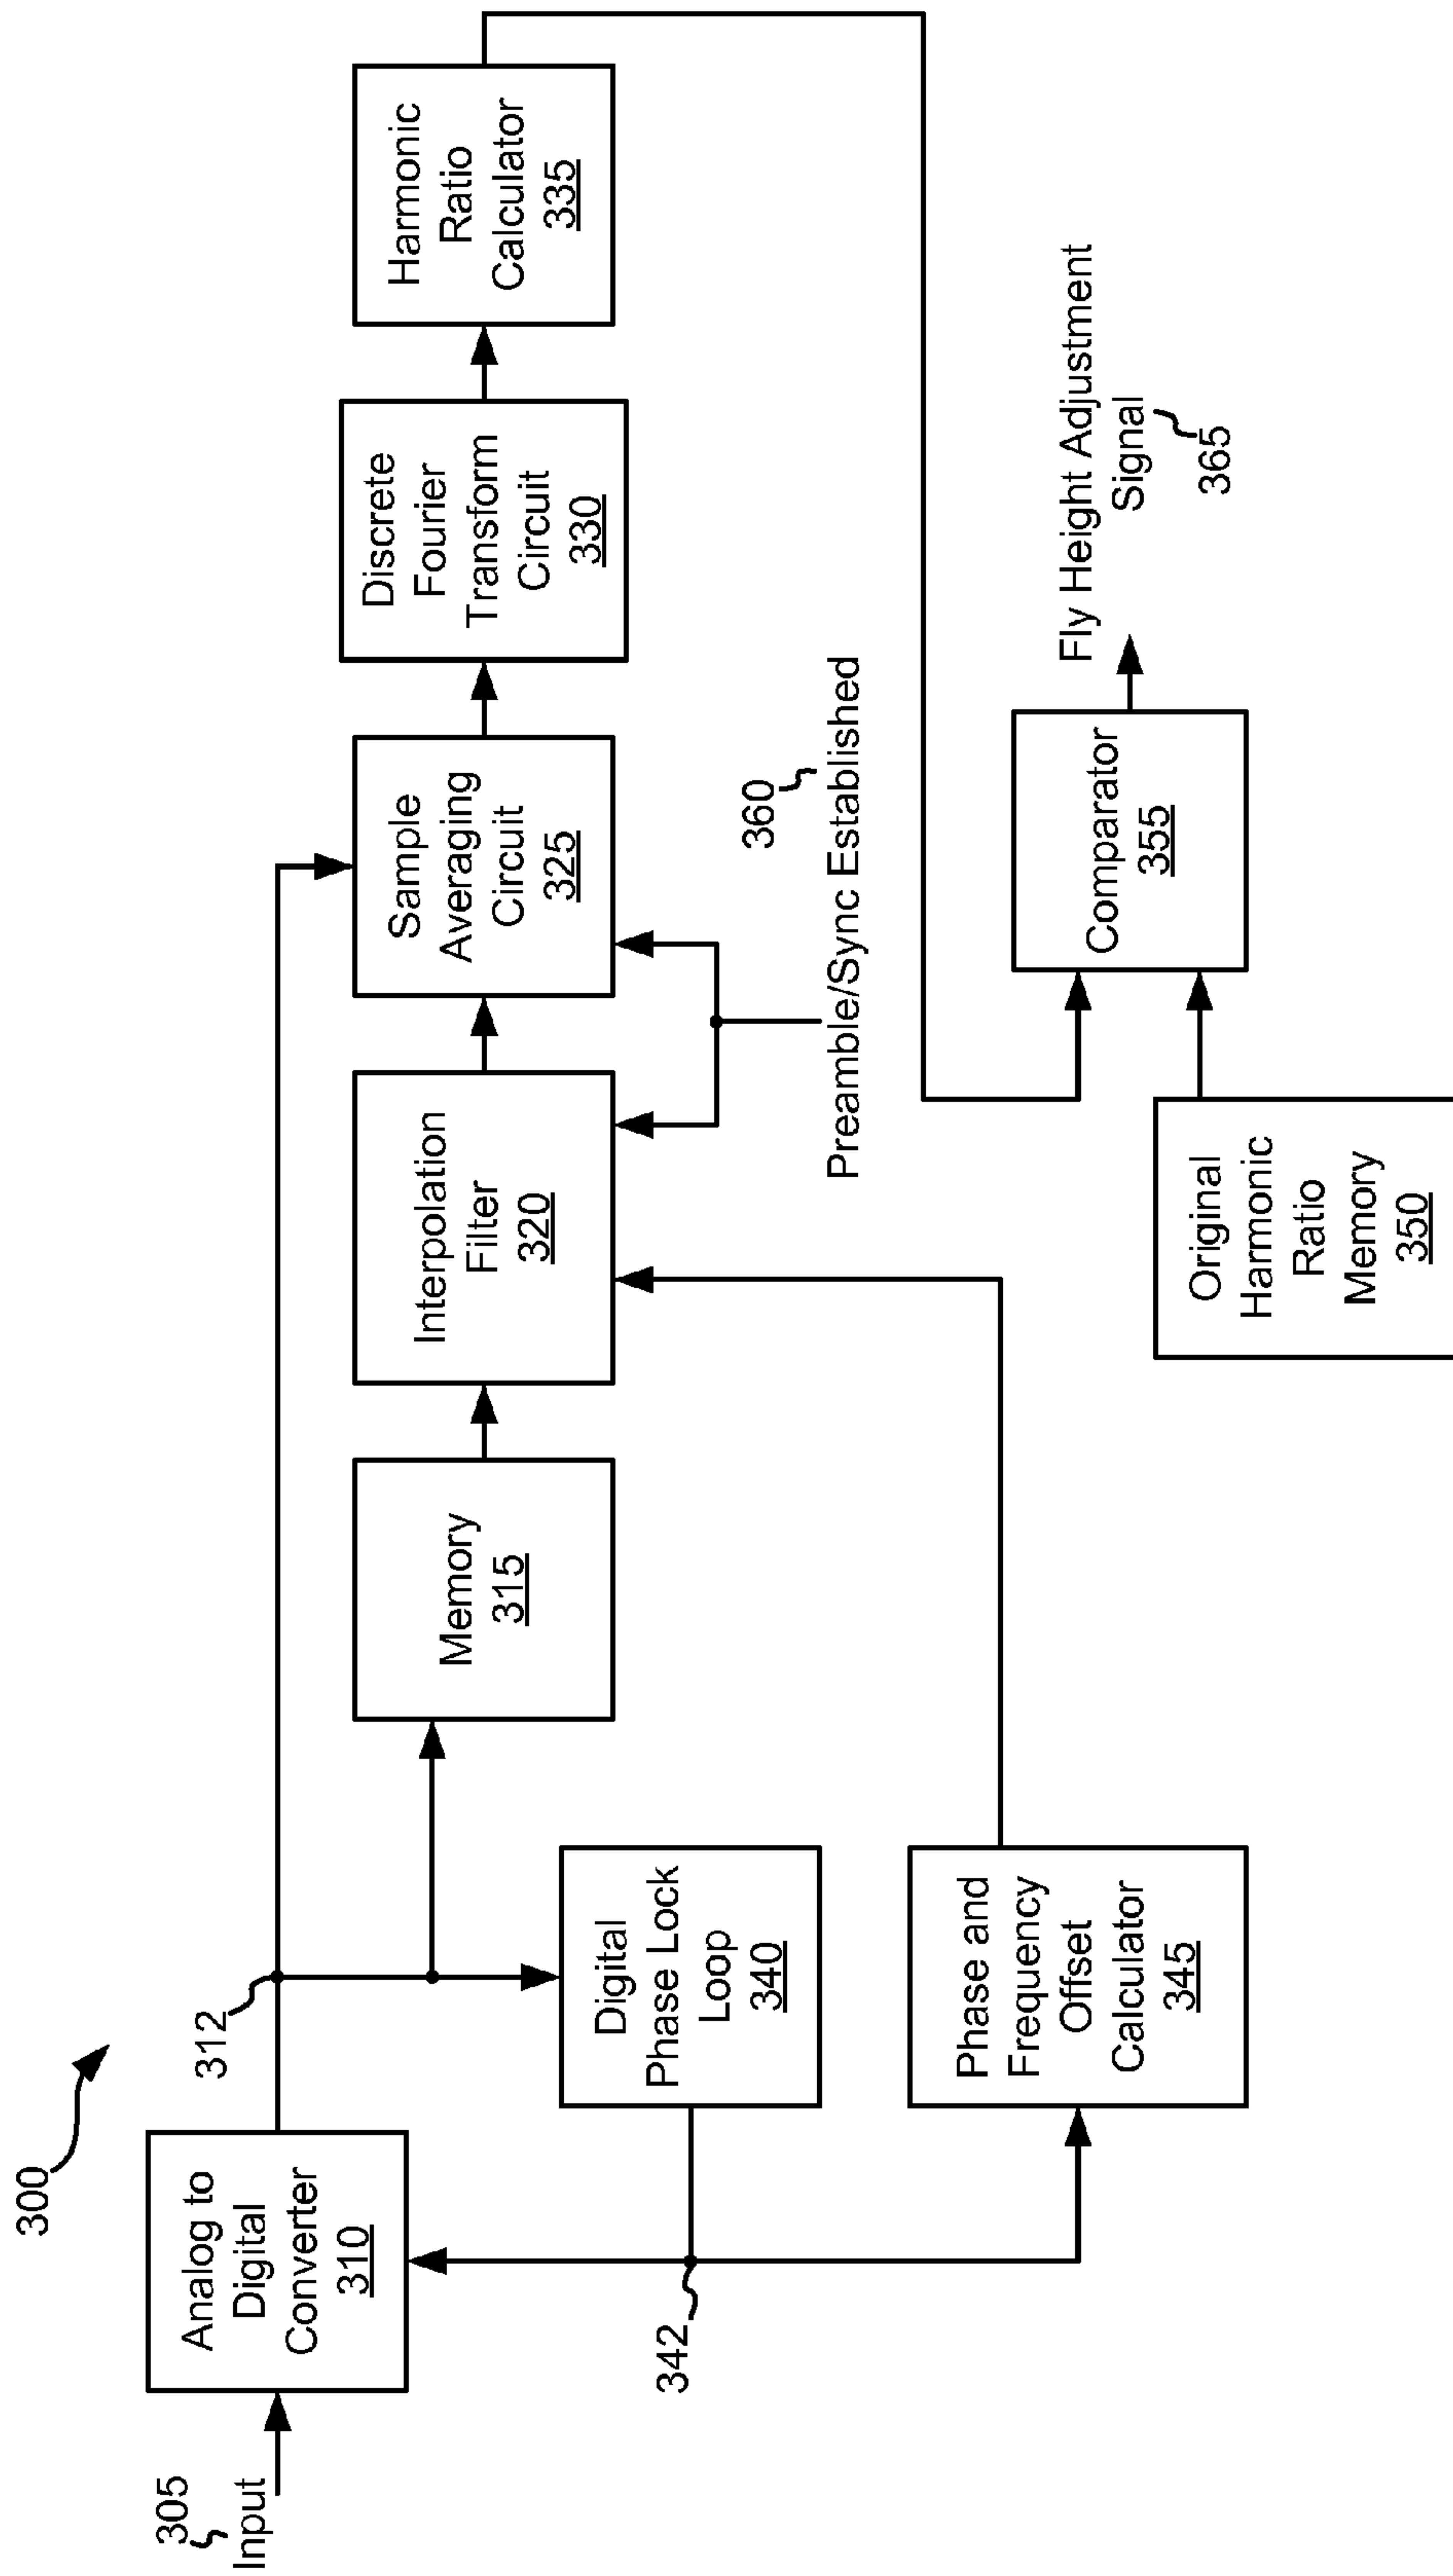 300
305
Input
Analog to
Digital
Converter
310
312
Memory
315
Interpolation
Filter
320
Sample
Averaging
Circuit
325
Discrete
Fourier
Transform
Circuit
330
Harmonic
Ratio
Calculator
335
Digital
Phase Lock
Loop
340
342
360
Preamble/Sync Established
Phase and
Frequency
Offset
Calculator
345
Original
Harmonic
Ratio
Memory
350
Comparator
355
Fly Height Adjustment
Signal
365